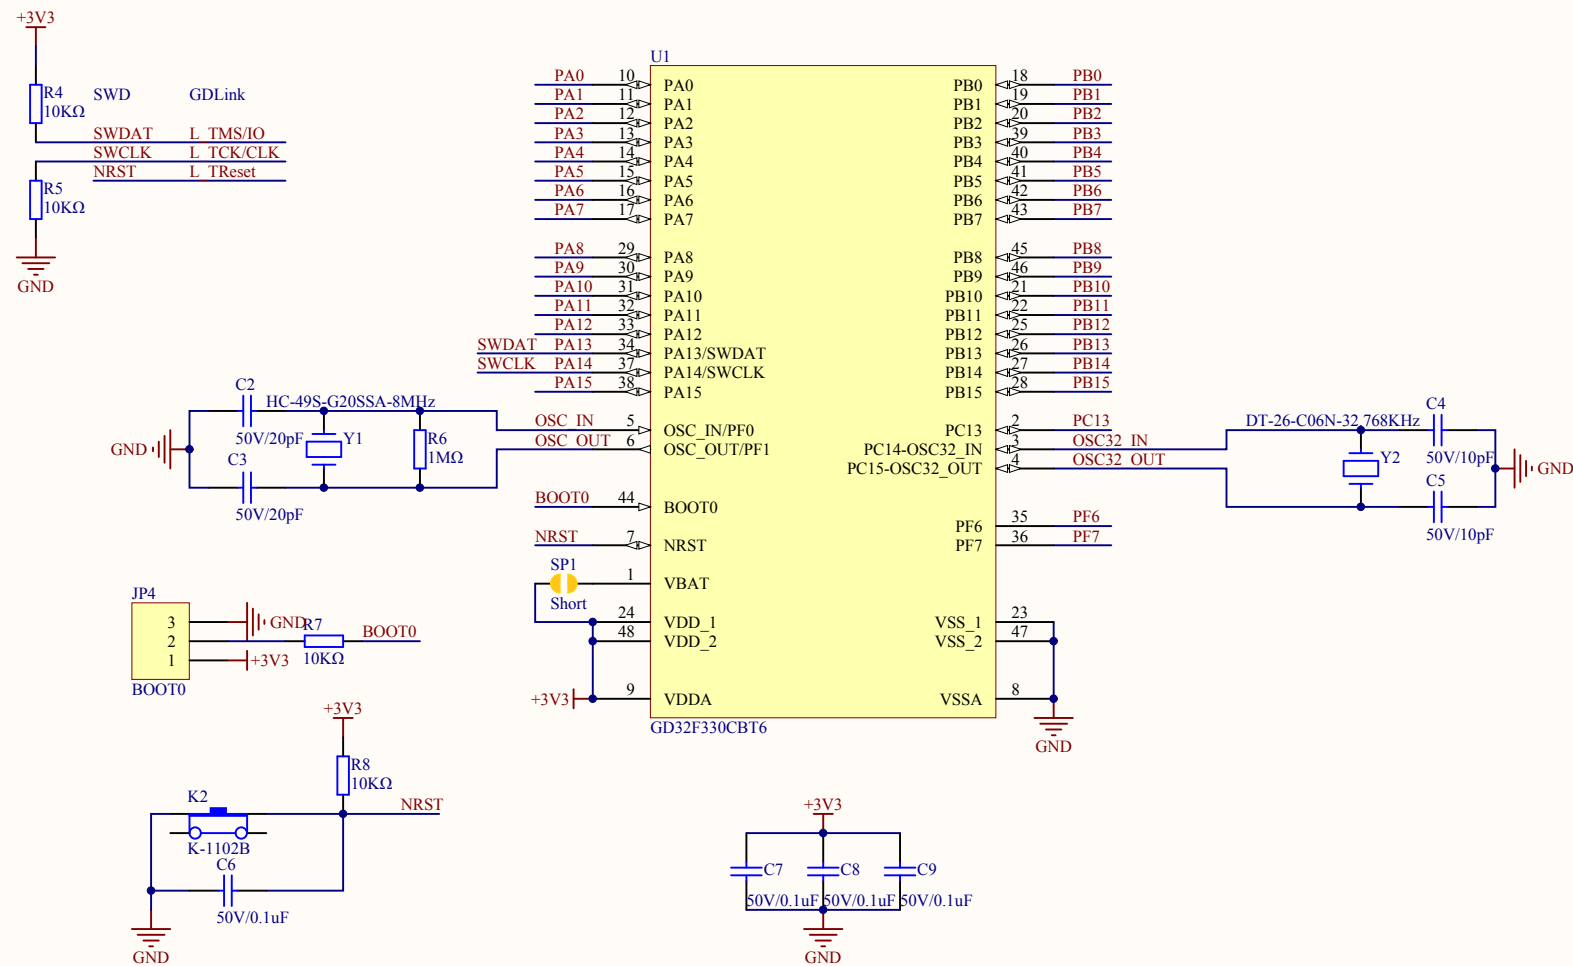 +3V3
R4
10KΩ
SWD GDLink
SWDAT L_TMS/IO
SWCLK L_TCK/CLK
NRST L_TReset
R5
10KΩ
GND
U1
PA0 10 PA0
PA1 11 PA1
PA2 12 PA2
PA3 13 PA3
PA4 14 PA4
PA5 15 PA5
PA6 16 PA6
PA7 17 PA7
PA8 29 PA8
PA9 30 PA9
PA10 31 PA10
PA11 32 PA11
PA12 33 PA12
SWDAT PA13 34 PA13/SWDAT
SWCLK PA14 37 PA14/SWCLK
PA15 38 PA15
OSC_IN 5 OSC_IN/PF0
OSC_OUT 6 OSC_OUT/PF1
BOOT0 44 BOOT0
NRST 7 NRST
SP1
Short
1 VBAT
24 VDD_1
48 VDD_2
+3V3 9 VDDA
PB0 18 PB0
PB1 19 PB1
PB2 20 PB2
PB3 39 PB3
PB4 40 PB4
PB5 41 PB5
PB6 42 PB6
PB7 43 PB7
PB8 45 PB8
PB9 46 PB9
PB10 21 PB10
PB11 22 PB11
PB12 25 PB12
PB13 26 PB13
PB14 27 PB14
PB15 28 PB15
PC13 2 PC13
PC14-OSC32_IN 3 OSC32_IN
PC15-OSC32_OUT 4 OSC32_OUT
PF6 35 PF6
PF7 36 PF7
VSS_1 23
VSS_2 47
VSSA 8
GND
GD32F330CBT6
C2
HC-49S-G20SSA-8MHz
50V/20pF
Y1
R6
1MΩ
GND
C3
50V/20pF
DT-26-C06N-32.768KHz
C4
50V/10pF
Y2
GND
C5
50V/10pF
JP4
3 GND
2 R7 BOOT0
10KΩ
1 +3V3
BOOT0
+3V3
R8
10KΩ
K2
NRST
K-1102B
C6
50V/0.1uF
GND
+3V3
C7 C8 C9
50V/0.1uF 50V/0.1uF 50V/0.1uF
GND